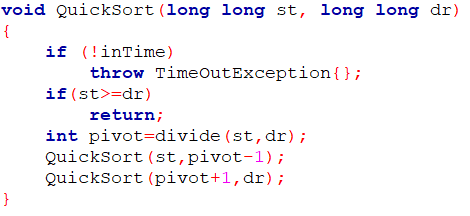 void QuickSort(long long st, long long dr)
{
    if (!inTime)
        throw TimeOutException{};
    if(st>=dr)
        return;
    int pivot=divide(st,dr);
    QuickSort(st,pivot-1);
    QuickSort(pivot+1,dr);
}